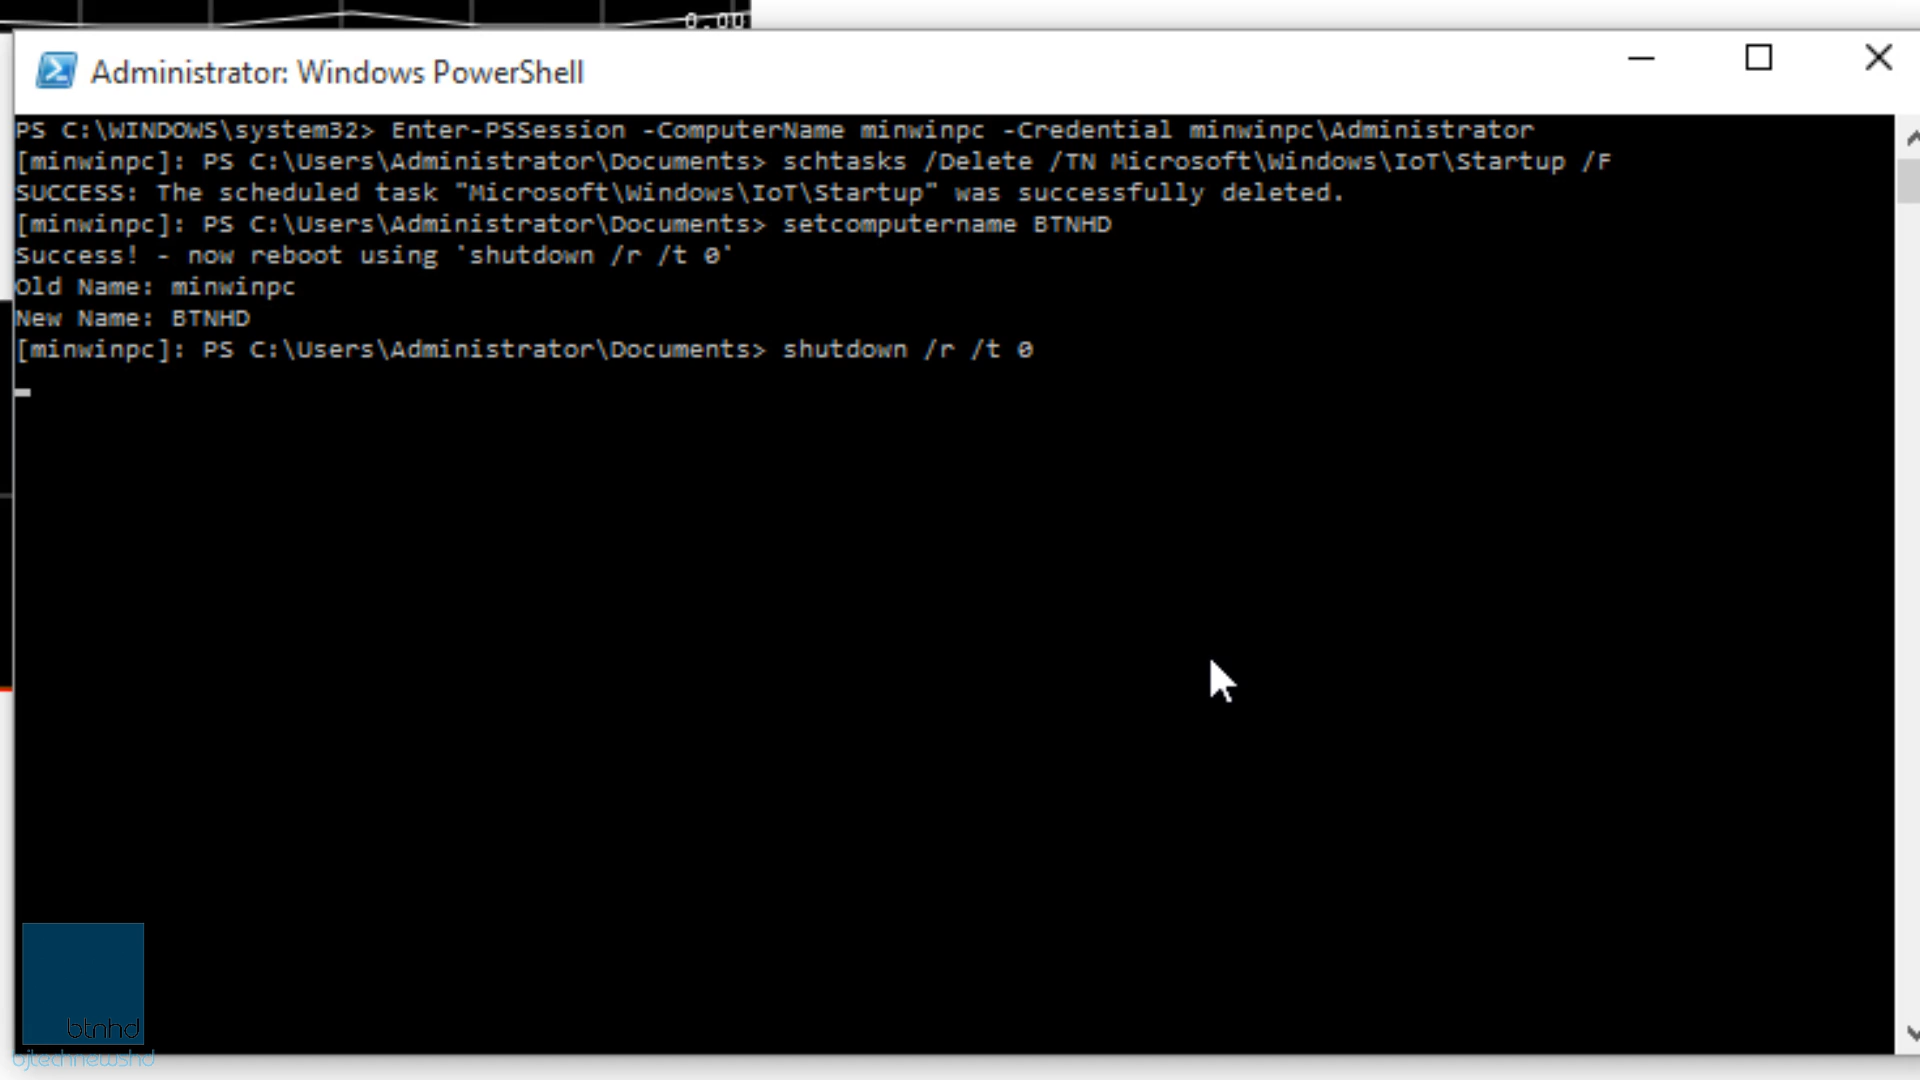 0.00
Administrator: Windows PowerShell
PS C:\WINDOWS\system32> Enter-PSSession -ComputerName minwinpc -Credential minwinpc\Administrator
[minwinpc]: PS C:\Users\Administrator\Documents> schtasks /Delete /TN Microsoft\Windows\IoT\Startup /F
SUCCESS: The scheduled task "Microsoft\Windows\IoT\Startup" was successfully deleted.
[minwinpc]: PS C:\Users\Administrator\Documents> setcomputername BTNHD
Success! - now reboot using 'shutdown /r /t 0'
Old Name: minwinpc
New Name: BTNHD
[minwinpc]: PS C:\Users\Administrator\Documents> shutdown /r /t 0
btnhd
bjtechnewshd